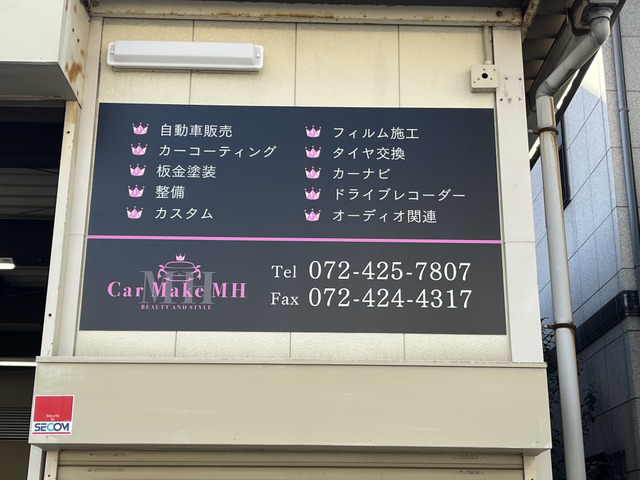 自動車販売
カーコーティング
板金塗装
整備
カスタム
フィルム施工
タイヤ交換
カーナビ
ドライブレコーダー
オーディオ関連
MH
Car Make MH
BEAUTY AND STYLE
Tel 072-425-7807
Fax 072-424-4317
Security
by
SECOM